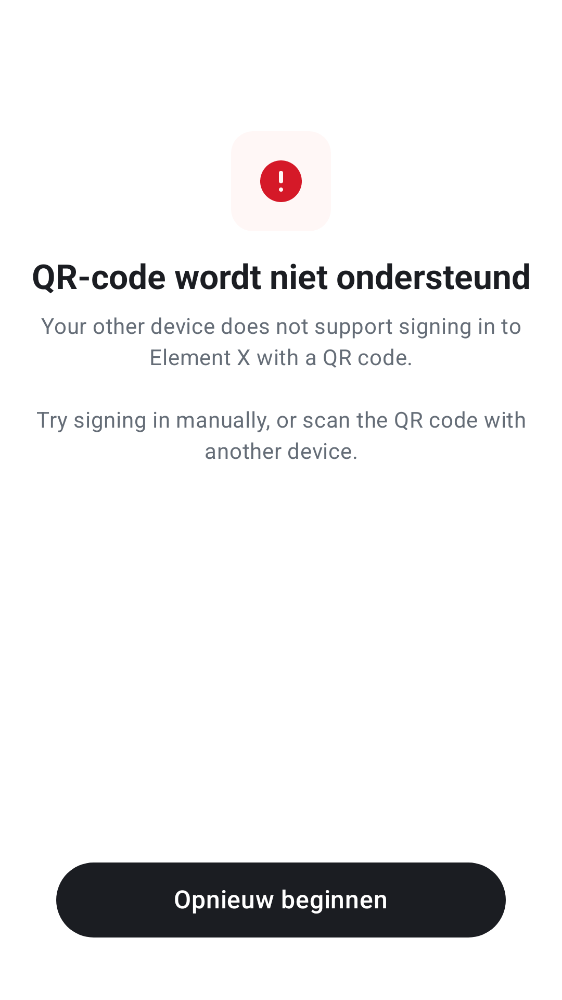 QR-code wordt niet ondersteund
Your other device does not support signing in to
Element X with a QR code.
Try signing in manually, or scan the QR code with
another device.
Opnieuw beginnen